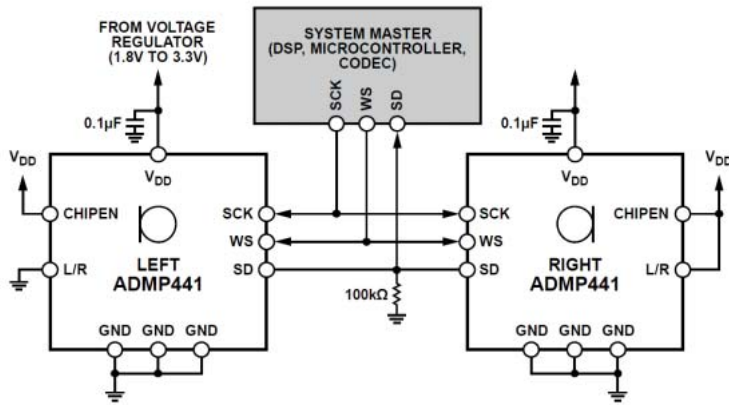 FROM VOLTAGE
REGULATOR
(1.8V TO 3.3V)
SYSTEM MASTER
(DSP, MICROCONTROLLER,
CODEC)
SCK
WS
SD
0.1µF
0.1µF
VDD
VDD
VDD
VDD
CHIPEN
SCK
SCK
CHIPEN
WS
WS
LEFT
ADMP441
RIGHT
ADMP441
L/R
SD
SD
L/R
100kΩ
GND
GND
GND
GND
GND
GND